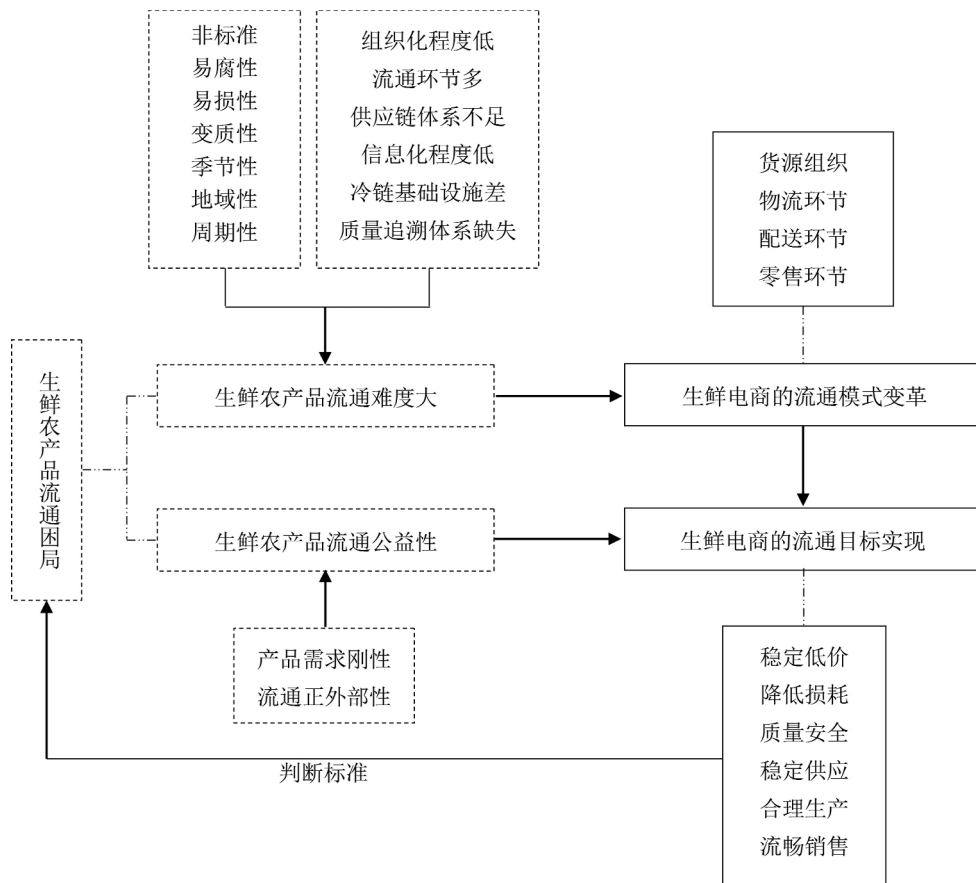 非标准
易腐性
易损性
变质性
季节性
地域性
周期性
组织化程度低
流通环节多
供应链体系不足
信息化程度低
冷链基础设施差
质量追溯体系缺失
货源组织
物流环节
配送环节
零售环节
生鲜农产品流通困局
生鲜农产品流通难度大
生鲜电商的流通模式变革
生鲜农产品流通公益性
生鲜电商的流通目标实现
产品需求刚性
流通正外部性
稳定低价
降低损耗
质量安全
稳定供应
合理生产
流畅销售
判断标准